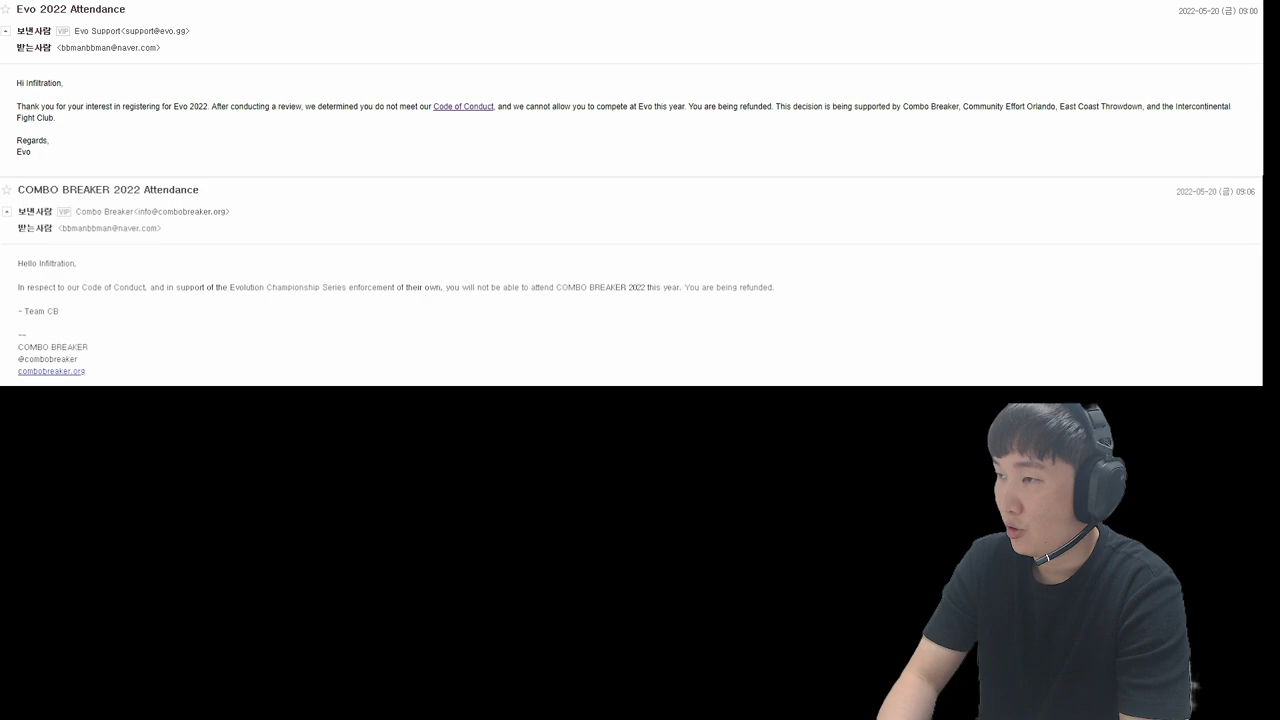 Evo 2022 Attendance
2022-05-20 (금) 09:00
보낸사람 VIP Evo Support<support@evo.gg>
받는사람 <bbmanbbman@naver.com>
Hi Infiltration,
Thank you for your interest in registering for Evo 2022. After conducting a review, we determined you do not meet our Code of Conduct, and we cannot allow you to compete at Evo this year. You are being refunded. This decision is being supported by Combo Breaker, Community Effort Orlando, East Coast Throwdown, and the Intercontinental
Fight Club.
Regards,
Evo
COMBO BREAKER 2022 Attendance
2022-05-20 (금) 09:06
보낸사람 VIP Combo Breaker<info@combobreaker.org>
받는사람 <bbmanbbman@naver.com>
Hello Infiltration,
In respect to our Code of Conduct, and in support of the Evolution Championship Series enforcement of their own, you will not be able to attend COMBO BREAKER 2022 this year. You are being refunded.
- Team CB
--
COMBO BREAKER
@combobreaker
combobreaker.org